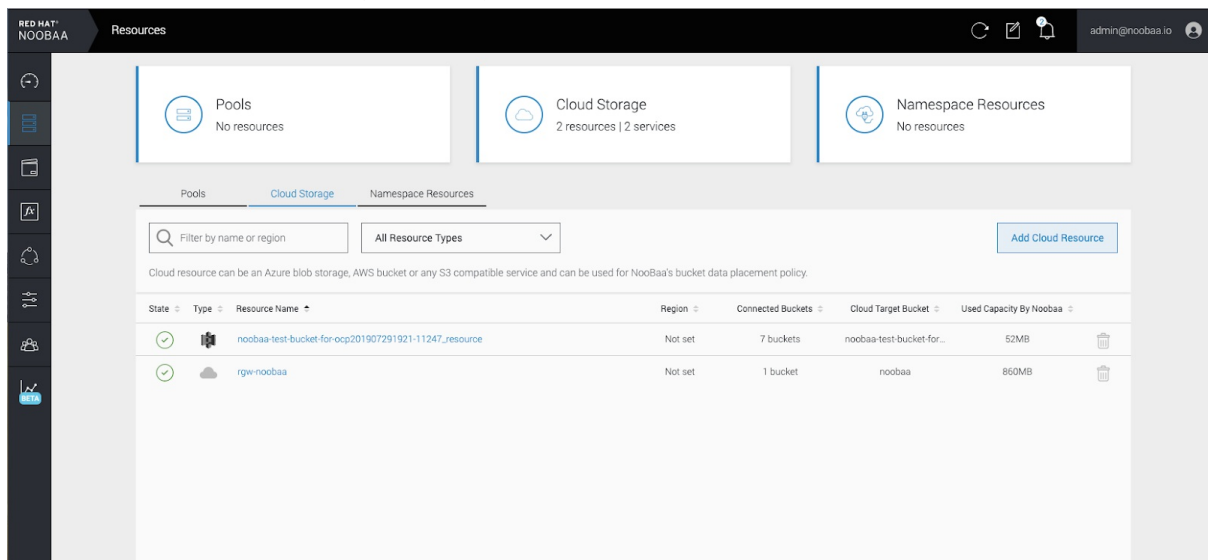 RED HAT®
NOOBAA
Resources
2
admin@noobaa.io
Pools
No resources
Cloud Storage
2 resources | 2 services
Namespace Resources
No resources
Pools Cloud Storage Namespace Resources
Filter by name or region All Resource Types Add Cloud Resource
Cloud resource can be an Azure blob storage, AWS bucket or any S3 compatible service and can be used for NooBaa's bucket data placement policy.
State Type Resource Name Region Connected Buckets Cloud Target Bucket Used Capacity By Noobaa
noobaa-test-bucket-for-ocp201907291921-11247_resource Not set 7 buckets noobaa-test-bucket-for... 52MB
rgw-noobaa Not set 1 bucket noobaa 860MB
fx
BETA